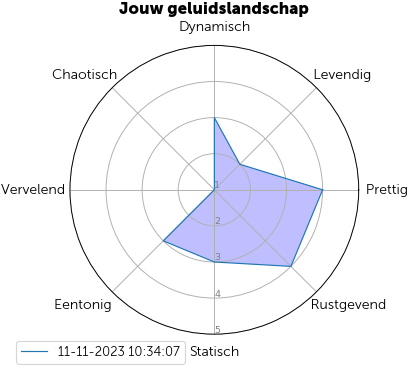 Jouw geluidslandschap
Dynamisch
Chaotisch
Levendig
Vervelend
1
Prettig
2
3
4
Eentonig
Rustgevend
5
11-11-2023 10:34:07
Statisch